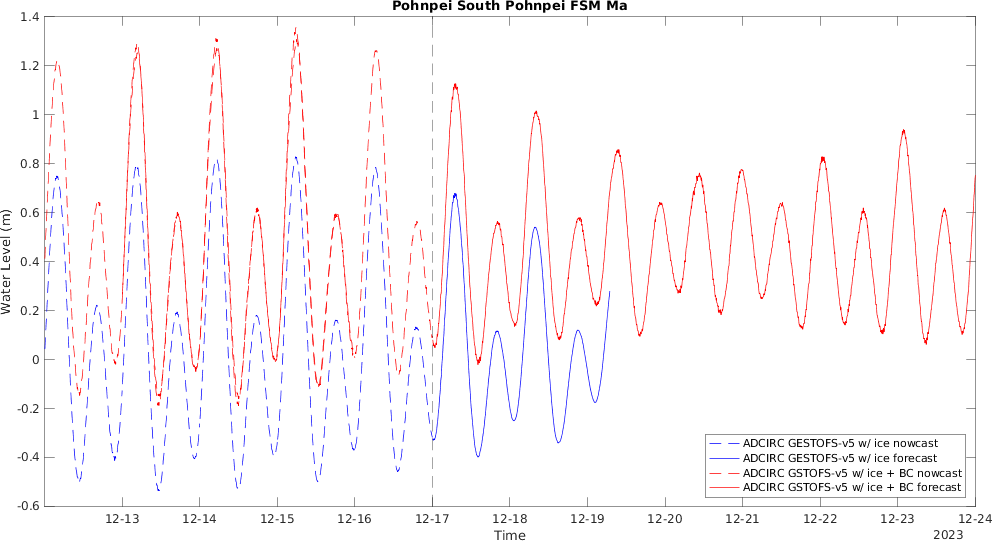 Pohnpei South Pohnpei FSM Ma
Water Level (m)
1.4
1.2
1
0.8
0.6
0.4
0.2
0
-0.2
-0.4
-0.6
ADCIRC GESTOFS-v5 w/ ice nowcast
ADCIRC GESTOFS-v5 w/ ice forecast
ADCIRC GSTOFS-v5 w/ ice + BC nowcast
ADCIRC GSTOFS-v5 w/ ice + BC forecast
12-13 12-14 12-15 12-16 12-17 12-18 12-19 12-20 12-21 12-22 12-23 12-24
Time
2023